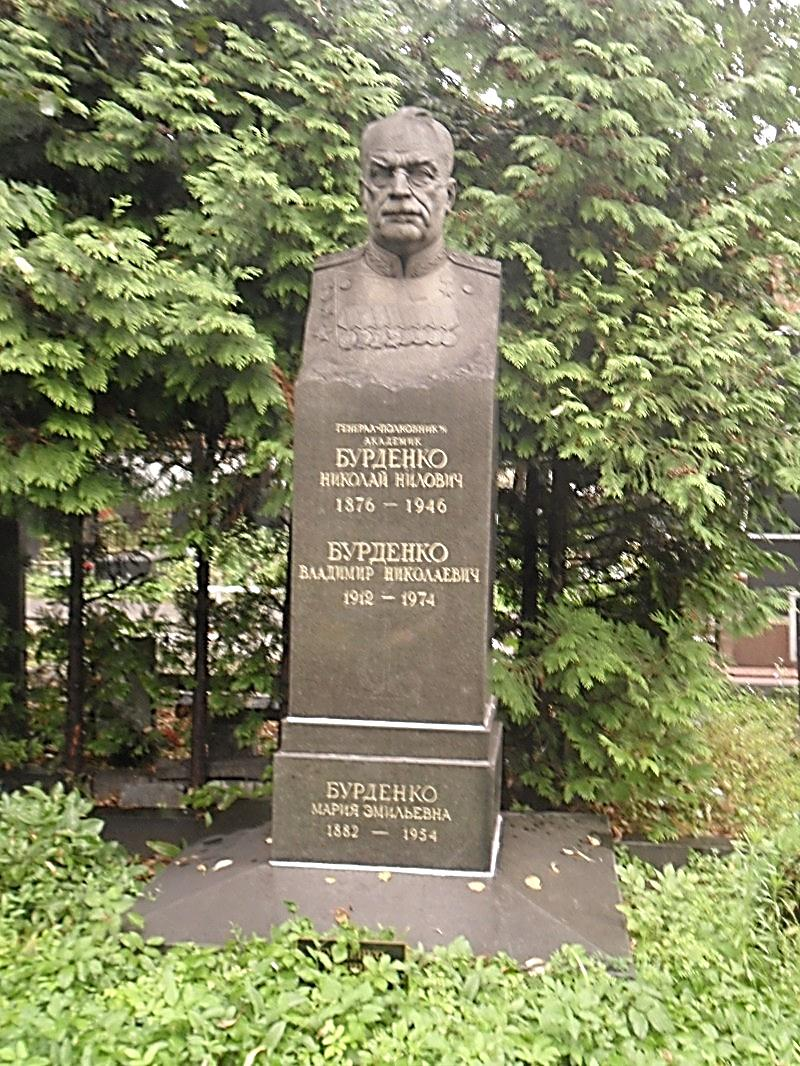 ГЕНЕРАЛ-ПОЛКОВНИК
АКАДЕМИК
БУРДЕНКО
НИКОЛАЙ НИЛОВИЧ
1876 — 1946
БУРДЕНКО
ВЛАДИМИР НИКОЛАЕВИЧ
1912 — 1974
БУРДЕНКО
МАРИЯ ЭМИЛЬЕВНА
1882 — 1954